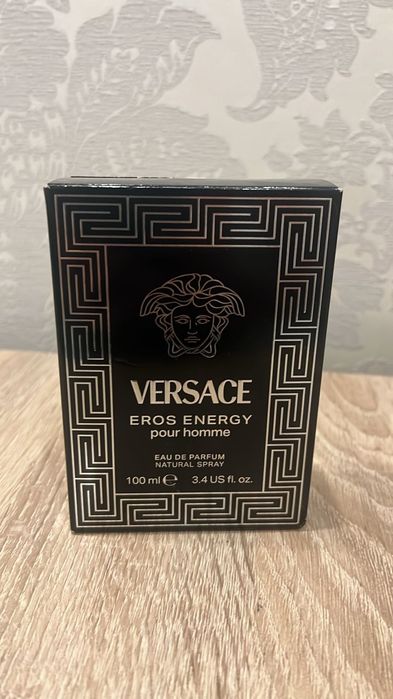 VERSACE
EROS ENERGY
pour homme
EAU DE PARFUM
NATURAL SPRAY
100 ml ℮ 3.4 US fl. oz.